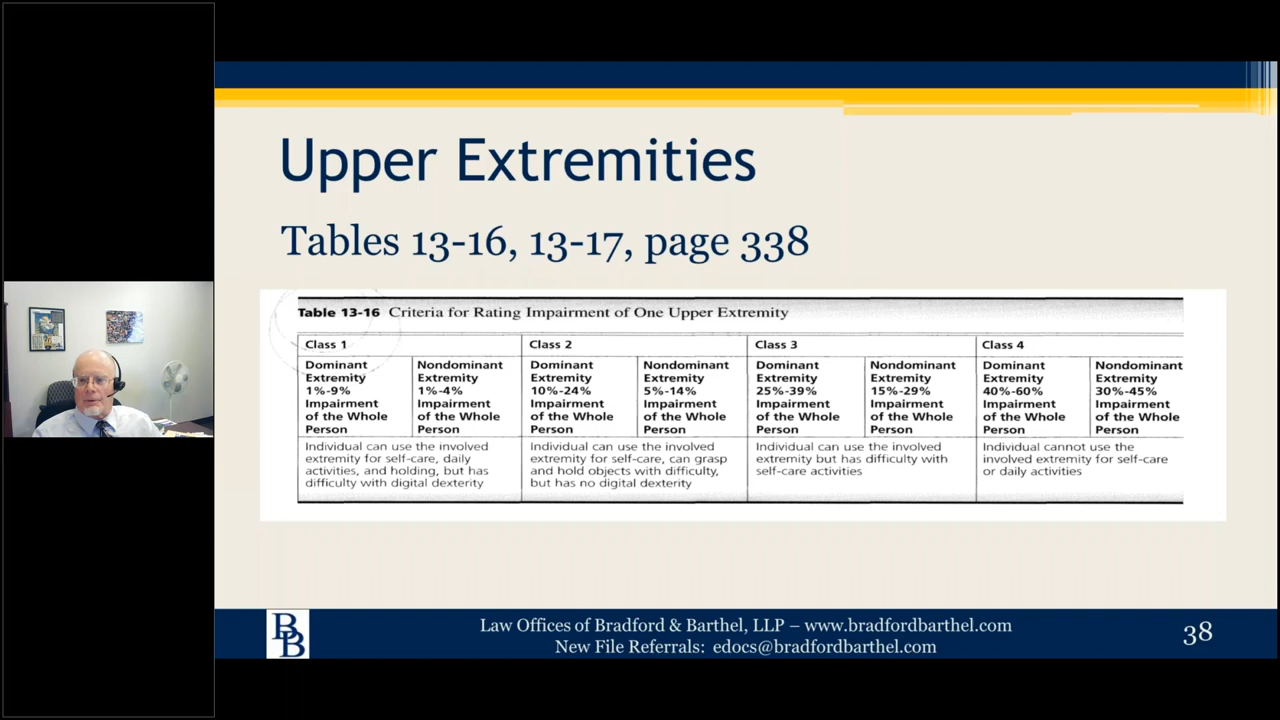 Upper Extremities
Tables 13-16, 13-17, page 338
Table 13-16 Criteria for Rating Impairment of One Upper Extremity
Class 1
Class 2
Class 3
Class 4
Dominant
Extremity
1%-9%
Impairment
of the Whole
Person
Nondominant
Extremity
1%-4%
Impairment
of the Whole
Person
Dominant
Extremity
10%-24%
Impairment
of the Whole
Person
Nondominant
Extremity
5%-14%
Impairment
of the Whole
Person
Dominant
Extremity
25%-39%
Impairment
of the Whole
Person
Nondominant
Extremity
15%-29%
Impairment
of the Whole
Person
Dominant
Extremity
40%-60%
Impairment
of the Whole
Person
Nondominant
Extremity
30%-45%
Impairment
of the Whole
Person
Individual can use the involved
extremity for self-care, daily
activities, and holding, but has
difficulty with digital dexterity
Individual can use the involved
extremity for self-care, can grasp
and hold objects with difficulty,
but has no digital dexterity
Individual can use the involved
extremity but has difficulty with
self-care activities
Individual cannot use the
involved extremity for self-care
or daily activities
BB
Law Offices of Bradford & Barthel, LLP – www.bradfordbarthel.com
New File Referrals: edocs@bradfordbarthel.com
38